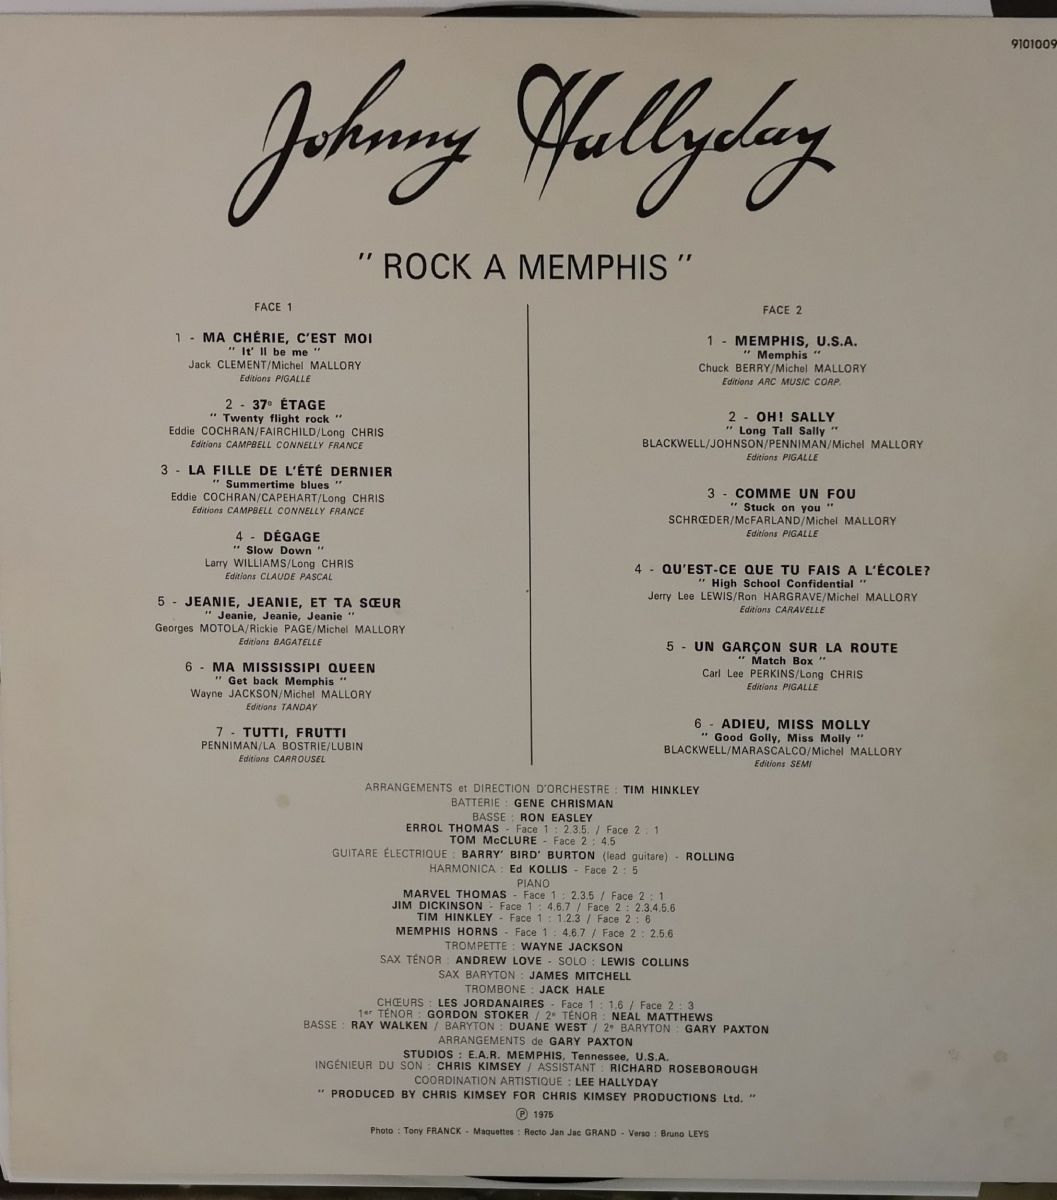 9101009
Johnny Hallyday
" ROCK A MEMPHIS "
FACE 1
1 - MA CHÉRIE, C'EST MOI
" It' ll be me "
Jack CLEMENT/Michel MALLORY
Editions PIGALLE
2 - 37e ÉTAGE
" Twenty flight rock "
Eddie COCHRAN/FAIRCHILD/Long CHRIS
Editions CAMPBELL CONNELLY FRANCE
3 - LA FILLE DE L'ÉTÉ DERNIER
" Summertime blues "
Eddie COCHRAN/CAPEHART/Long CHRIS
Editions CAMPBELL CONNELLY FRANCE
4 - DÉGAGE
" Slow Down "
Larry WILLIAMS/Long CHRIS
Editions CLAUDE PASCAL
5 - JEANIE, JEANIE, ET TA SŒUR
" Jeanie, Jeanie, Jeanie "
Georges MOTOLA/Rickie PAGE/Michel MALLORY
Editions BAGATELLE
6 - MA MISSISIPI QUEEN
" Get back Memphis "
Wayne JACKSON/Michel MALLORY
Editions TANDAY
7 - TUTTI, FRUTTI
PENNIMAN/LA BOSTRIE/LUBIN
Editions CARROUSEL
FACE 2
1 - MEMPHIS, U.S.A.
" Memphis "
Chuck BERRY/Michel MALLORY
Editions ARC MUSIC CORP.
2 - OH! SALLY
" Long Tall Sally "
BLACKWELL/JOHNSON/PENNIMAN/Michel MALLORY
Editions PIGALLE
3 - COMME UN FOU
" Stuck on you "
SCHRŒDER/McFARLAND/Michel MALLORY
Editions PIGALLE
4 - QU'EST-CE QUE TU FAIS A L'ÉCOLE?
" High School Confidential "
Jerry Lee LEWIS/Ron HARGRAVE/Michel MALLORY
Editions CARAVELLE
5 - UN GARÇON SUR LA ROUTE
" Match Box "
Carl Lee PERKINS/Long CHRIS
Editions PIGALLE
6 - ADIEU, MISS MOLLY
" Good Golly, Miss Molly "
BLACKWELL/MARASCALCO/Michel MALLORY
Editions SEMI
ARRANGEMENTS et DIRECTION D'ORCHESTRE : TIM HINKLEY
BATTERIE : GENE CHRISMAN
BASSE : RON EASLEY
ERROL THOMAS - Face 1 : 2.3.5. / Face 2 : 1
TOM McCLURE - Face 2 : 4.5
GUITARE ÉLECTRIQUE : BARRY' BIRD' BURTON (lead guitare) - ROLLING
HARMONICA : Ed KOLLIS - Face 2 : 5
PIANO
MARVEL THOMAS - Face 1 : 2.3.5 / Face 2 : 1
JIM DICKINSON - Face 1 : 4.6.7 / Face 2 : 2.3.4.5.6
TIM HINKLEY - Face 1 : 1.2.3 / Face 2 : 6
MEMPHIS HORNS - Face 1 : 4.6.7 / Face 2 : 2.5.6
TROMPETTE : WAYNE JACKSON
SAX TÉNOR : ANDREW LOVE - SOLO : LEWIS COLLINS
SAX BARYTON : JAMES MITCHELL
TROMBONE : JACK HALE
CHŒURS : LES JORDANAIRES - Face 1 : 1.6 / Face 2 : 3
1er TÉNOR : GORDON STOKER / 2e TÉNOR : NEAL MATTHEWS
BASSE : RAY WALKEN / BARYTON : DUANE WEST / 2e BARYTON : GARY PAXTON
ARRANGEMENTS de GARY PAXTON
STUDIOS : E.A.R. MEMPHIS, Tennessee, U.S.A.
INGÉNIEUR DU SON : CHRIS KIMSEY / ASSISTANT : RICHARD ROSEBOROUGH
COORDINATION ARTISTIQUE : LEE HALLYDAY
" PRODUCED BY CHRIS KIMSEY FOR CHRIS KIMSEY PRODUCTIONS Ltd. "
℗ 1975
Photo : Tony FRANCK - Maquettes : Recto Jan Jac GRAND - Verso : Bruno LEYS